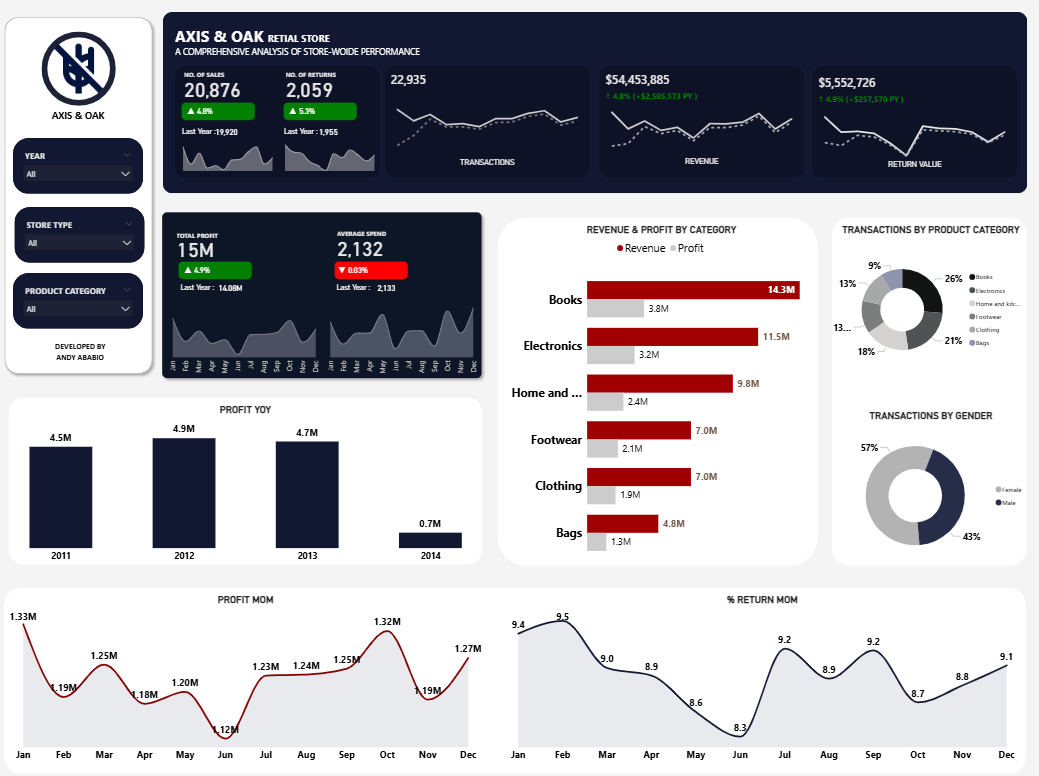 AXIS & OAK
YEAR
All
STORE TYPE
All
PRODUCT CATEGORY
All
DEVELOPED BY
ANDY ABABIO
AXIS & OAK RETIAL STORE
A COMPREHENSIVE ANALYSIS OF STORE-WOIDE PERFORMANCE
NO. OF SALES
20,876
▲ 4.8%
Last Year :19,920
NO. OF RETURNS
2,059
▲ 5.3%
Last Year : 1,955
22,935
TRANSACTIONS
$54,453,885
↑ 4.8% (+$2,505,573 PY )
REVENUE
$5,552,726
↑ 4.9% (+$257,570 PY )
RETURN VALUE
TOTAL PROFIT
15M
▲ 4.9%
Last Year : 14.08M
AVERAGE SPEND
2,132
▼ 0.03%
Last Year : 2,133
Jan Feb Mar Apr May Jun Jul Aug Sep Oct Nov Dec
Jan Feb Mar Apr May Jun Jul Aug Sep Oct Nov Dec
REVENUE & PROFIT BY CATEGORY
Revenue Profit
Books 14.3M
3.8M
Electronics 11.5M
3.2M
Home and ... 9.8M
2.4M
Footwear 7.0M
2.1M
Clothing 7.0M
1.9M
Bags 4.8M
1.3M
TRANSACTIONS BY PRODUCT CATEGORY
26%
21%
18%
13...
13%
9%
Books
Electronics
Home and kitc...
Footwear
Clothing
Bags
TRANSACTIONS BY GENDER
57%
43%
Female
Male
PROFIT YOY
4.5M 4.9M 4.7M 0.7M
2011 2012 2013 2014
PROFIT MOM
1.33M 1.19M 1.25M 1.18M 1.20M 1.12M 1.23M 1.24M 1.25M 1.32M 1.19M 1.27M
Jan Feb Mar Apr May Jun Jul Aug Sep Oct Nov Dec
% RETURN MOM
9.4 9.5 9.0 8.9 8.6 8.3 9.2 8.9 9.2 8.7 8.8 9.1
Jan Feb Mar Apr May Jun Jul Aug Sep Oct Nov Dec